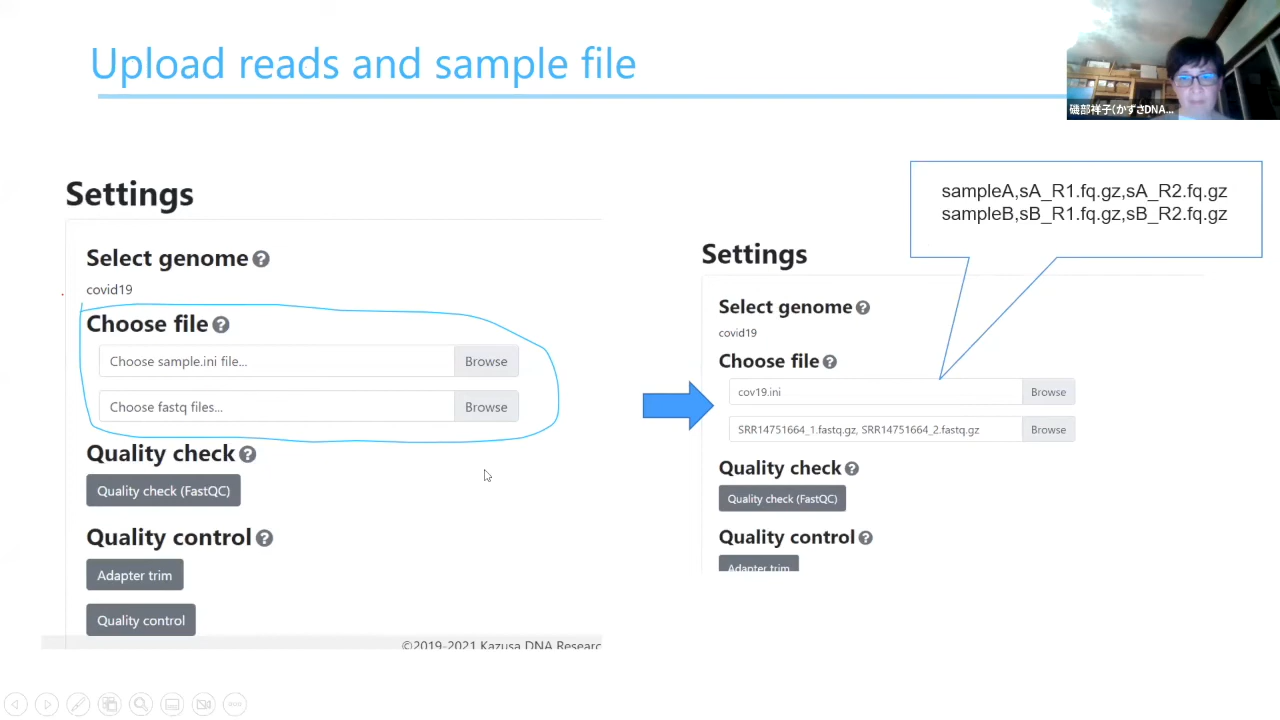 Upload reads and sample file
磯部祥子(かずさDNA...
Settings
Select genome ?
covid19
Choose file ?
Choose sample.ini file... Browse
Choose fastq files... Browse
Quality check ?
Quality check (FastQC)
Quality control ?
Adapter trim
Quality control
©2019-2021 Kazusa DNA Researc
sampleA,sA_R1.fq.gz,sA_R2.fq.gz
sampleB,sB_R1.fq.gz,sB_R2.fq.gz
Settings
Select genome ?
covid19
Choose file ?
cov19.ini Browse
SRR14751664_1.fastq.gz, SRR14751664_2.fastq.gz Browse
Quality check ?
Quality check (FastQC)
Quality control ?
Adapter trim